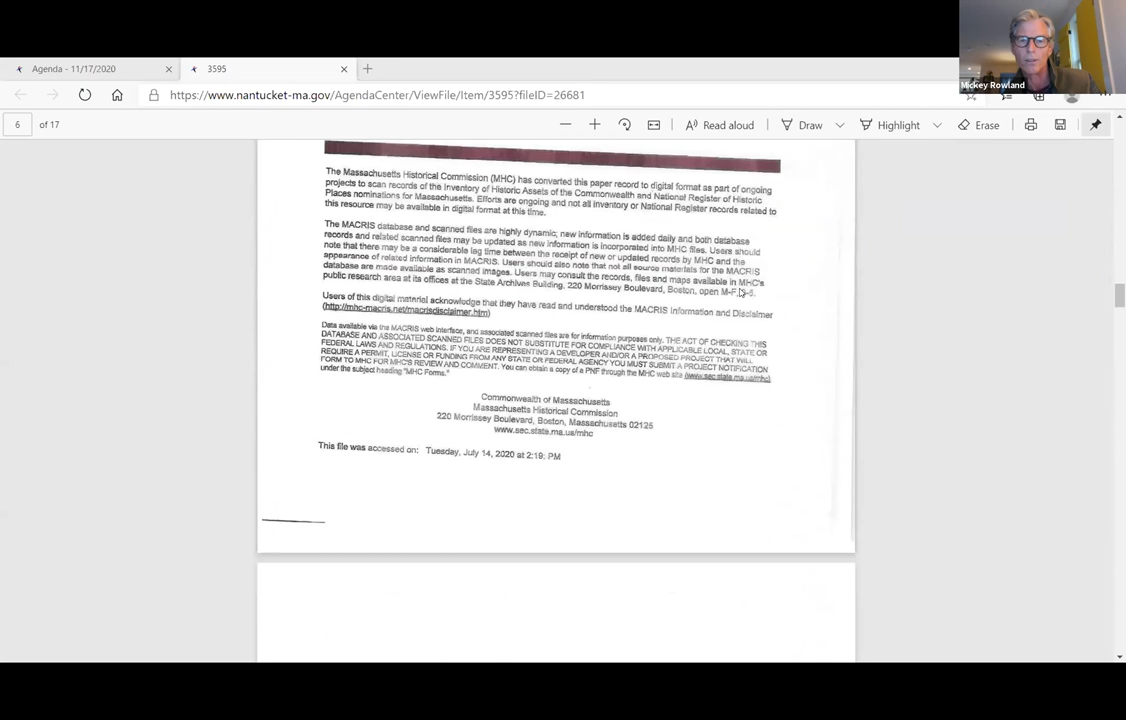 Mickey Rowland
Agenda - 11/17/2020
3595
https://www.nantucket-ma.gov/AgendaCenter/ViewFile/Item/3595?fileID=26681
6 of 17
Read aloud
Draw
Highlight
Erase
The Massachusetts Historical Commission (MHC) has converted this paper record to digital format as part of ongoing
projects to scan records of the Inventory of Historic Assets of the Commonwealth and National Register of Historic
Places nominations for Massachusetts. Efforts are ongoing and not all inventory or National Register records related to
this resource may be available in digital format at this time.
The MACRIS database and scanned files are highly dynamic; new information is added daily and both database
records and related scanned files may be updated as new information is incorporated into MHC files. Users should
note that there may be a considerable lag time between the receipt of new or updated records by MHC and the
appearance of related information in MACRIS. Users should also note that not all source materials for the MACRIS
database are made available as scanned images. Users may consult the records, files and maps available in MHC's
public research area at its offices at the State Archives Building, 220 Morrissey Boulevard, Boston, open M-F,
Users of this digital material acknowledge that they have read and understood the MACRIS Information and Disclaimer
(http://mhc-macris.net/macrisdisclaimer.htm)
Data available via the MACRIS web interface, and associated scanned files are for information purposes only. THE ACT OF CHECKING THIS
DATABASE AND ASSOCIATED SCANNED FILES DOES NOT SUBSTITUTE FOR COMPLIANCE WITH APPLICABLE LOCAL, STATE OR
FEDERAL LAWS AND REGULATIONS. IF YOU ARE REPRESENTING A DEVELOPER AND/OR A PROPOSED PROJECT THAT WILL
REQUIRE A PERMIT, LICENSE OR FUNDING FROM ANY STATE OR FEDERAL AGENCY YOU MUST SUBMIT A PROJECT NOTIFICATION
FORM TO MHC FOR MHC'S REVIEW AND COMMENT. You can obtain a copy of a PNF through the MHC web site (www.sec.state.ma.us/mhc)
under the subject heading "MHC Forms."
Commonwealth of Massachusetts
Massachusetts Historical Commission
220 Morrissey Boulevard, Boston, Massachusetts 02125
www.sec.state.ma.us/mhc
This file was accessed on: Tuesday, July 14, 2020 at 2:19: PM